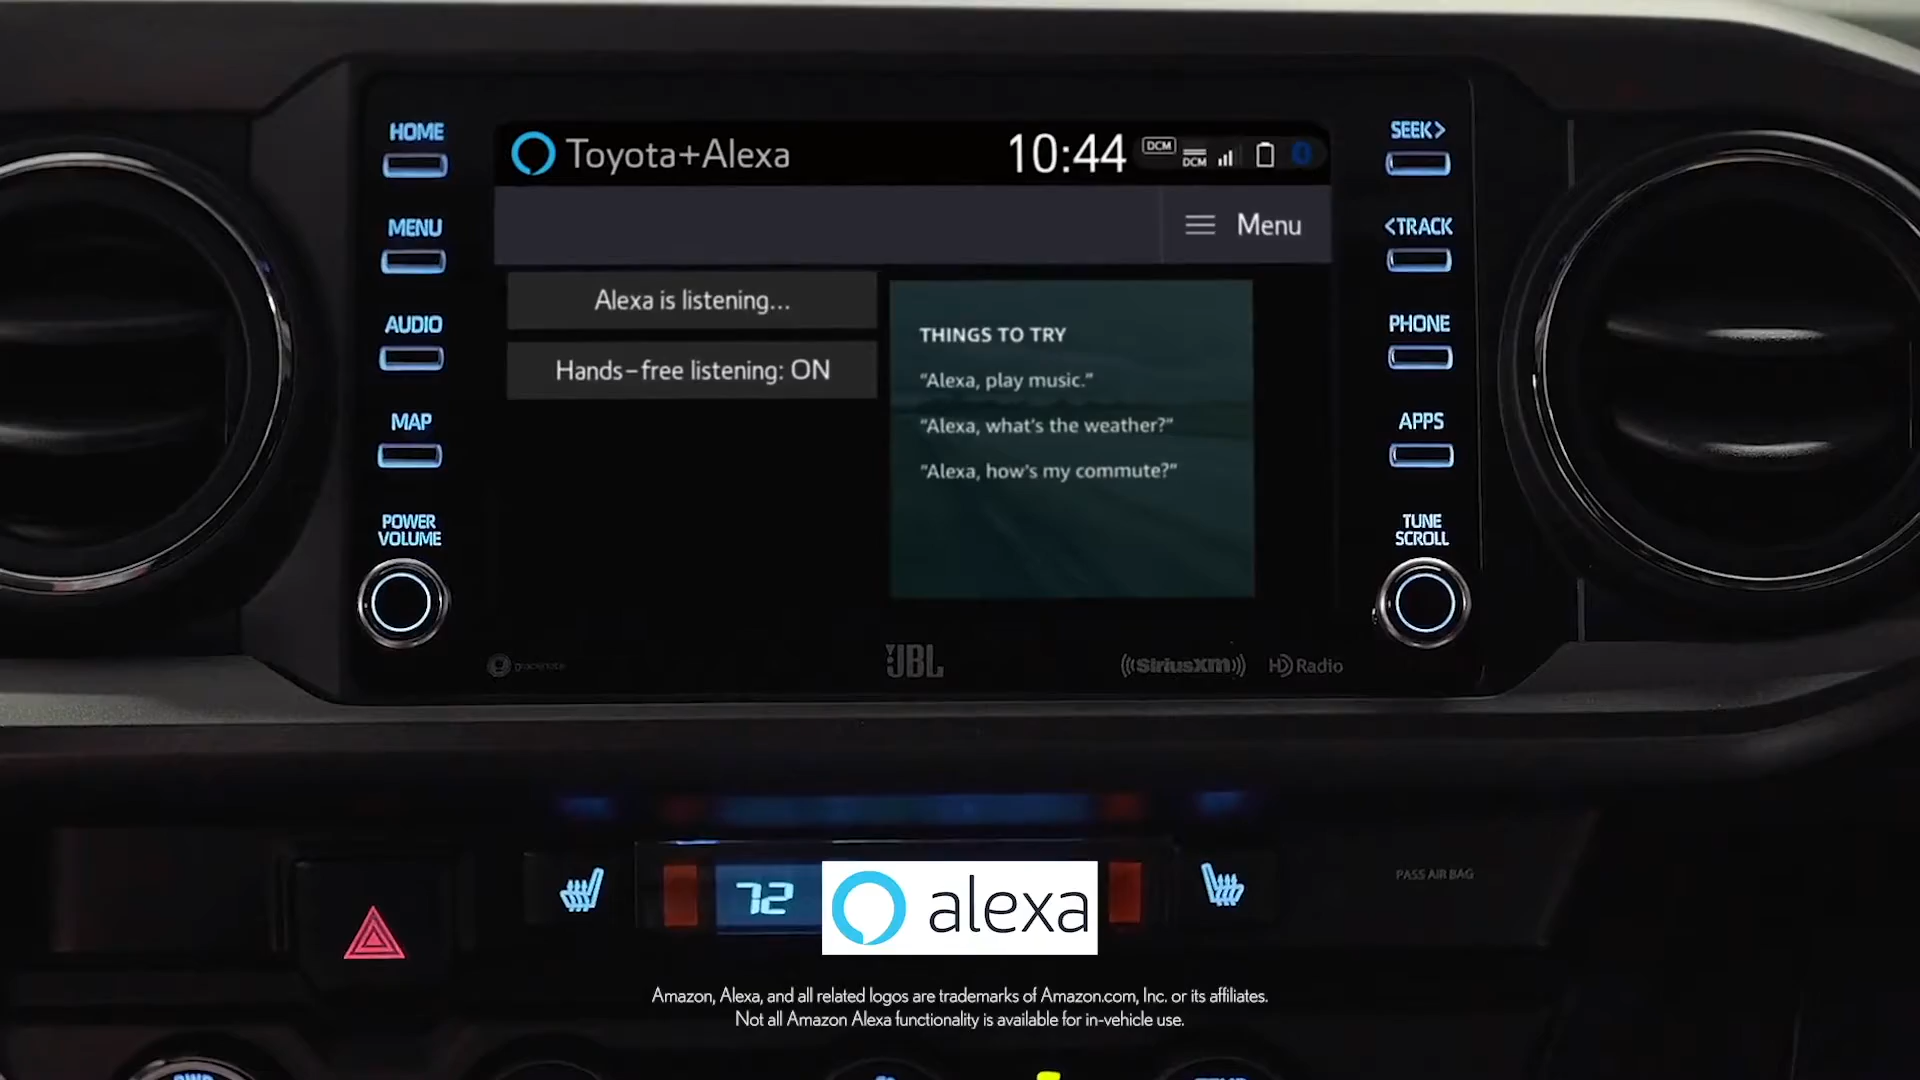 HOME
MENU
AUDIO
MAP
POWER
VOLUME
Toyota+Alexa
10:44
DCM
DCM
Menu
Alexa is listening...
Hands-free listening: ON
THINGS TO TRY
“Alexa, play music.”
“Alexa, what's the weather?”
“Alexa, how's my commute?”
SEEK>
<TRACK
PHONE
APPS
TUNE
SCROLL
gracenote
JBL
SiriusXM
HD Radio
72
alexa
PASS AIR BAG
Amazon, Alexa, and all related logos are trademarks of Amazon.com, Inc. or its affiliates.
Not all Amazon Alexa functionality is available for in-vehicle use.